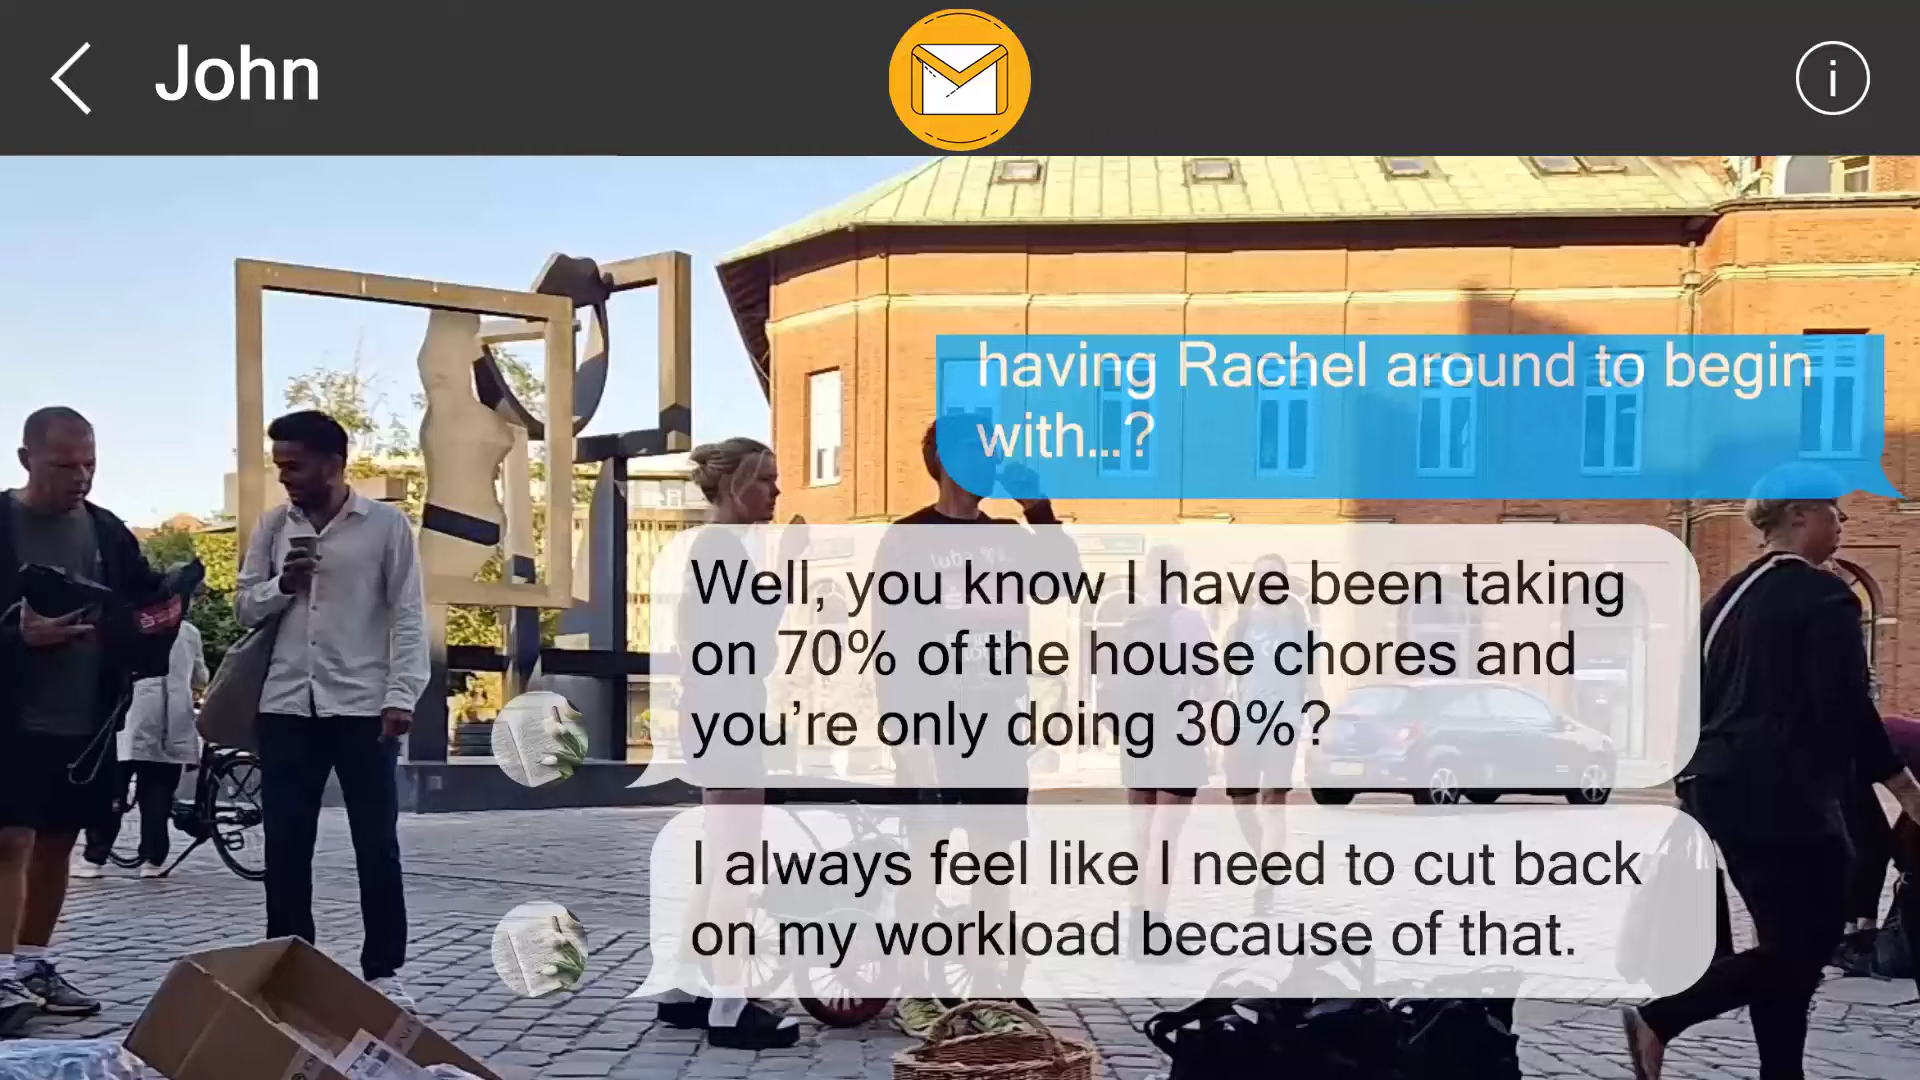 John
i
having Rachel around to begin
with...?
Well, you know I have been taking
on 70% of the house chores and
you're only doing 30%?
I always feel like I need to cut back
on my workload because of that.